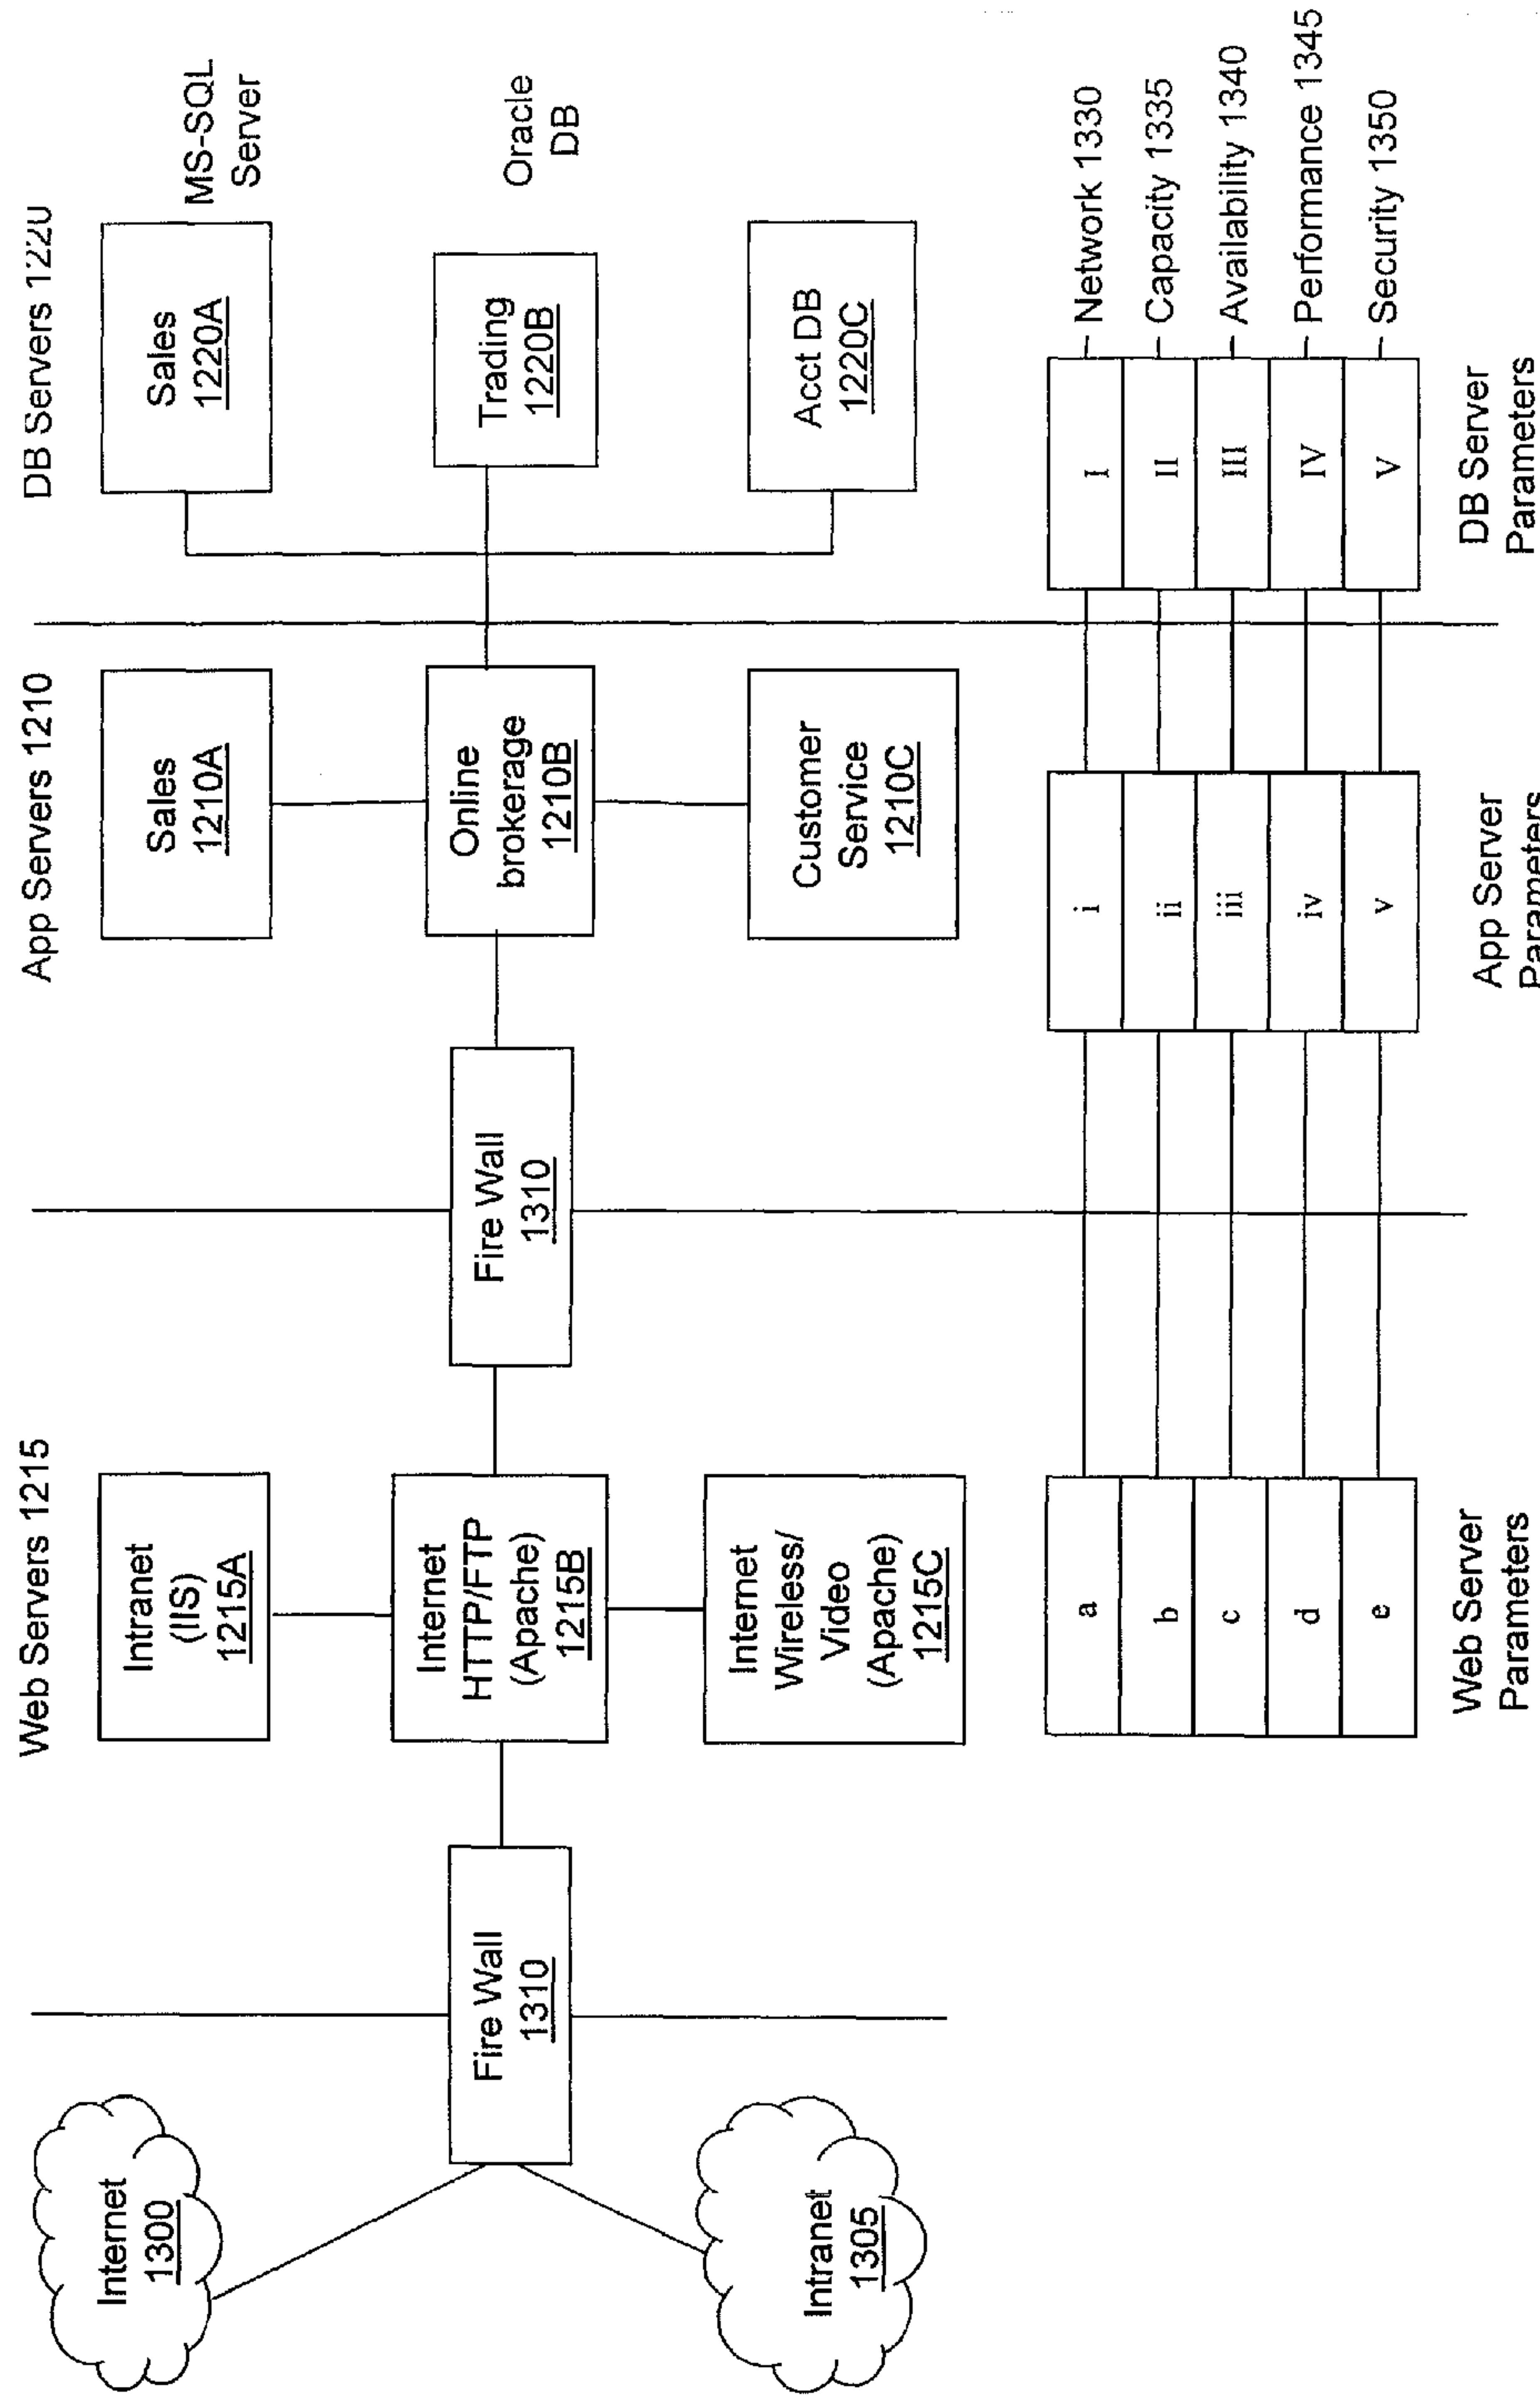 Web Servers 1215
App Servers 1210
DB Servers 1220
Internet
1300
Intranet
1305
Fire Wall
1310
Intranet
(IIS)
1215A
Internet
HTTP/FTP
(Apache)
1215B
Internet
Wireless/
Video
(Apache)
1215C
Fire Wall
1310
Sales
1210A
Online
brokerage
1210B
Customer
Service
1210C
Sales
1220A
MS-SQL
Server
Trading
1220B
Oracle
DB
Acct DB
1220C
a
b
c
d
e
Web Server
Parameters
i
ii
iii
iv
v
App Server
Parameters
I
II
III
IV
V
DB Server
Parameters
Network 1330
Capacity 1335
Availability 1340
Performance 1345
Security 1350